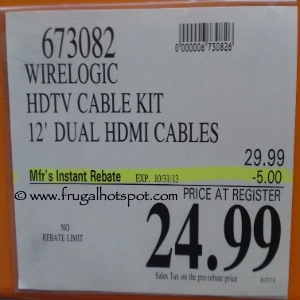 673082
0000006730826
WIRELOGIC
HDTV CABLE KIT
12' DUAL HDMI CABLES
29.99
Mfr's Instant Rebate EXP. 10/31/13 -5.00
www.frugalhotspot.com
PRICE AT REGISTER
NO
REBATE LIMIT
24.99
Sales Tax on the pre-rebate price